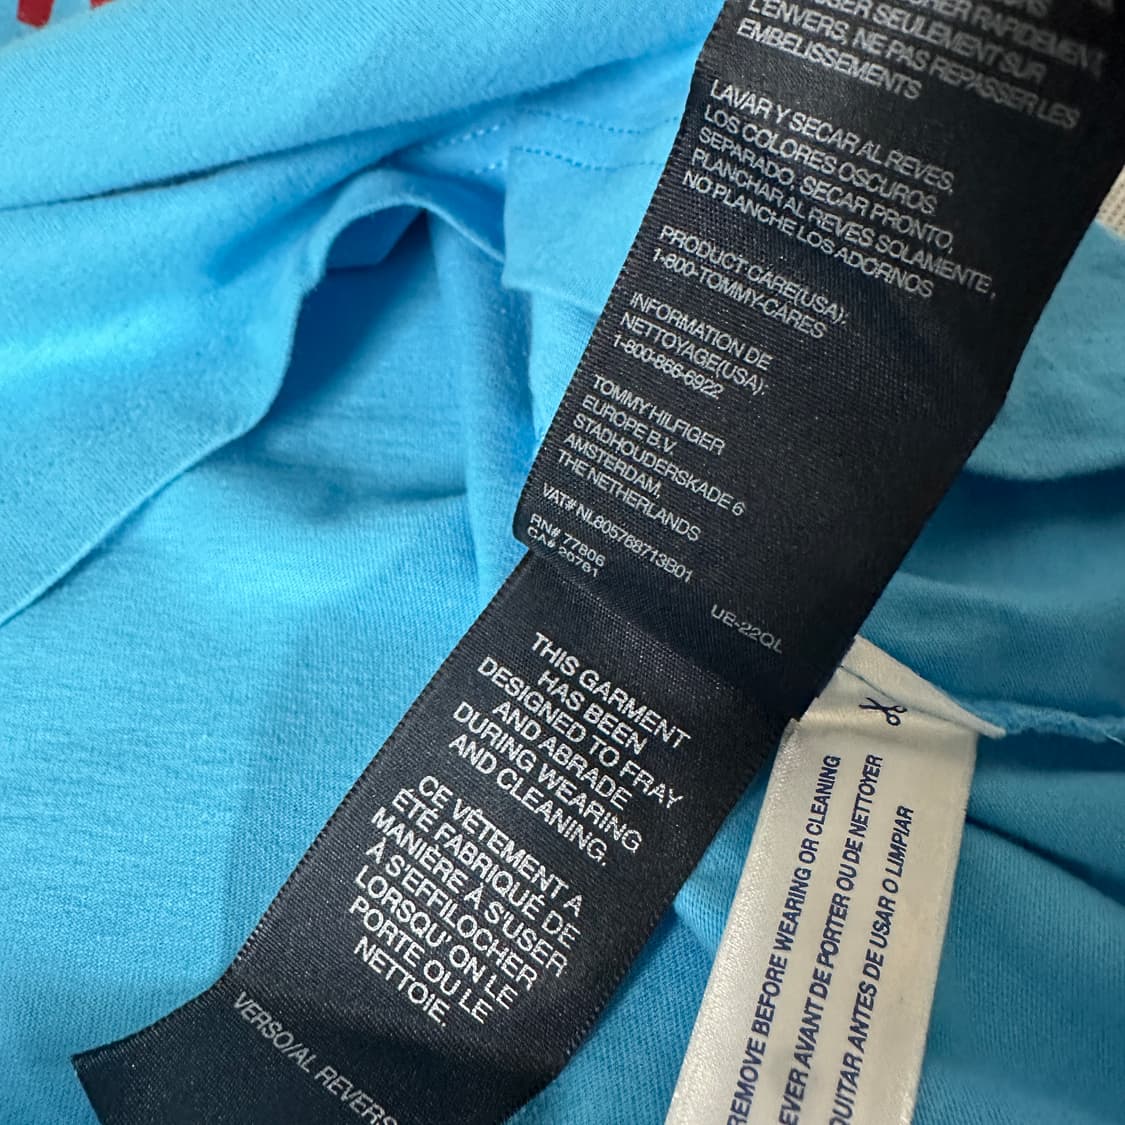 SEULEMENT SUR
L'ENVERS, NE PAS REPASSER LES
EMBELISSEMENTS
LAVAR Y SECAR AL REVES,
LOS COLORES OSCUROS
SEPARADO, SECAR PRONTO,
PLANCHAR AL REVES SOLAMENTE,
NO PLANCHE LOS ADORNOS
PRODUCT CARE(USA):
1-800-TOMMY-CARES
INFORMATION DE
NETTOYAGE(USA):
1-800-866-6922
TOMMY HILFIGER
EUROPE B.V.
STADHOUDERSKADE 6
AMSTERDAM,
THE NETHERLANDS
VAT# NL805768713B01
RN# 77806
CA# 20781
UE-22QL
THIS GARMENT
HAS BEEN
DESIGNED TO FRAY
AND ABRADE
DURING WEARING
AND CLEANING.
CE VÊTEMENT A
ÉTÉ FABRIQUÉ DE
MANIÈRE À S'USER
À S'EFFILOCHER
LORSQU' ON LE
PORTE OU LE
NETTOIE.
VERSO/AL REVERS
REMOVE BEFORE WEARING OR CLEANING
EVER AVANT DE PORTER OU DE NETTOYER
QUITAR ANTES DE USAR O LIMPIAR